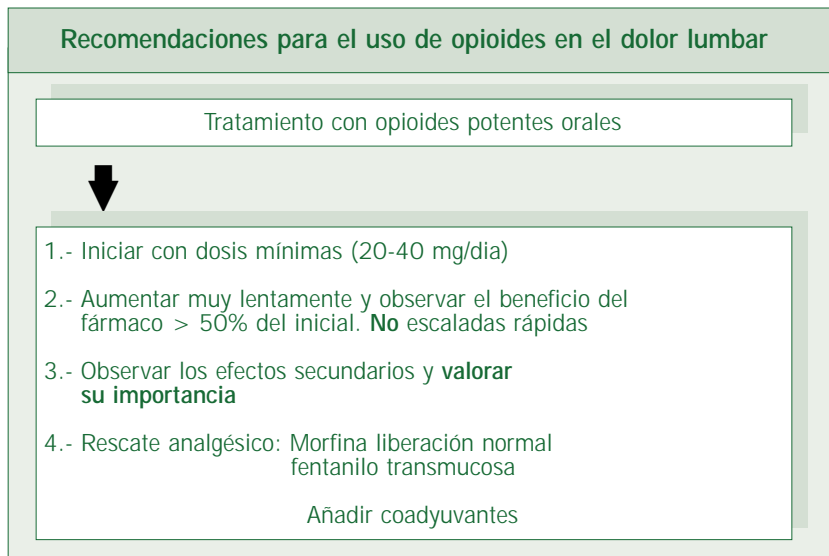 Recomendaciones para el uso de opioides en el dolor lumbar
Tratamiento con opioides potentes orales
1.- Iniciar con dosis mínimas (20-40 mg/dia)
2.- Aumentar muy lentamente y observar el beneficio del
fármaco > 50% del inicial. No escaladas rápidas
3.- Observar los efectos secundarios y valorar
su importancia
4.- Rescate analgésico: Morfina liberación normal
fentanilo transmucosa
Añadir coadyuvantes